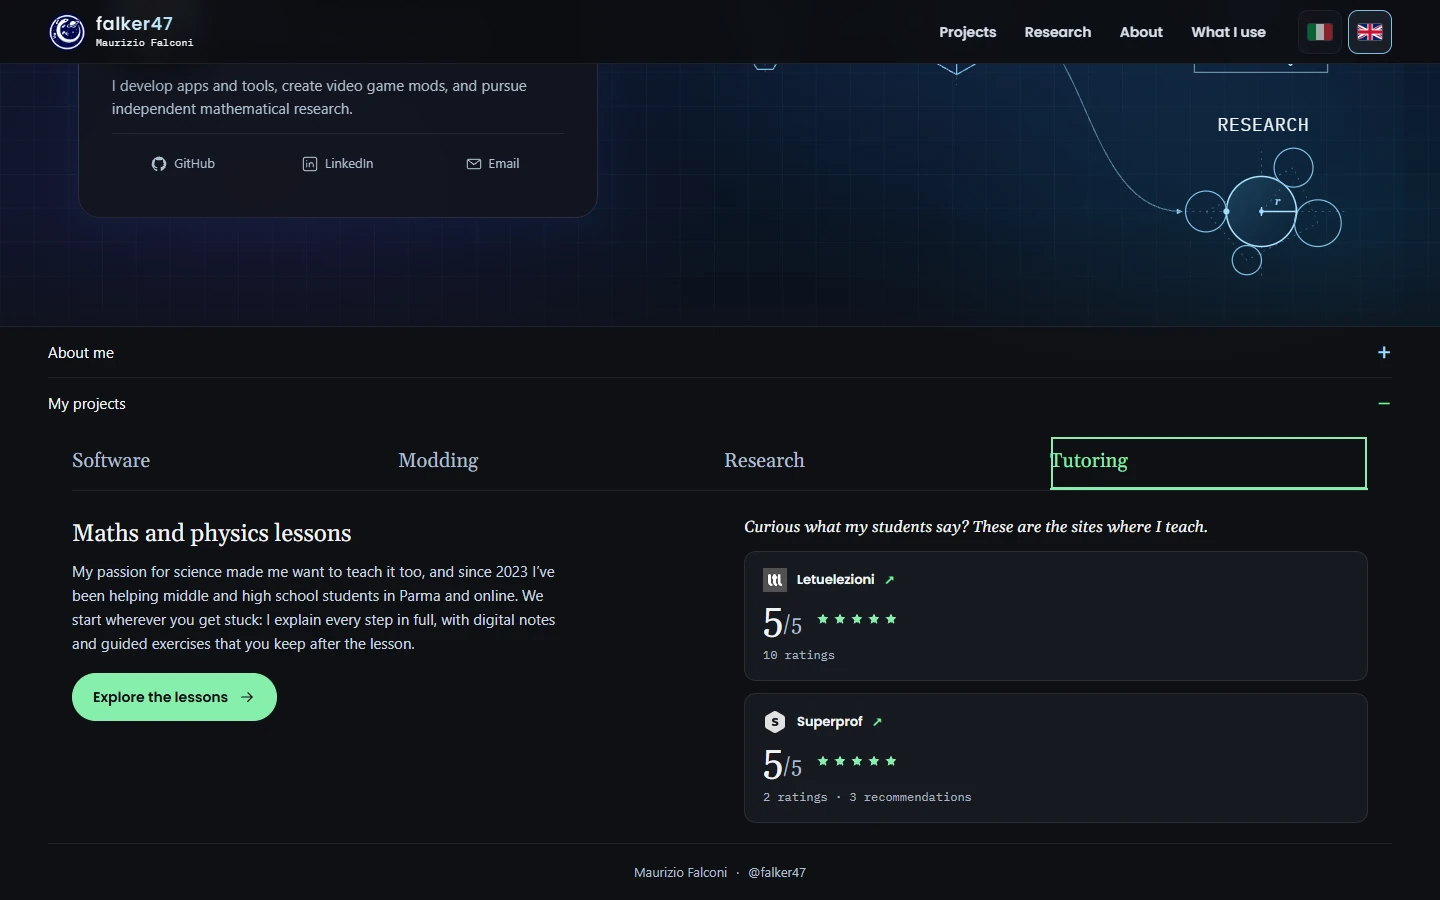 falker47
Maurizio Falconi
Projects
Research
About
What I use
I develop apps and tools, create video game mods, and pursue
independent mathematical research.
GitHub
LinkedIn
Email
RESEARCH
r
About me
+
My projects
−
Software
Modding
Research
Tutoring
Maths and physics lessons
My passion for science made me want to teach it too, and since 2023 I've
been helping middle and high school students in Parma and online. We
start wherever you get stuck: I explain every step in full, with digital notes
and guided exercises that you keep after the lesson.
Explore the lessons →
Curious what my students say? These are the sites where I teach.
Letuelezioni ↗
5/5 ★★★★★
10 ratings
S Superprof ↗
5/5 ★★★★★
2 ratings · 3 recommendations
Maurizio Falconi · @falker47